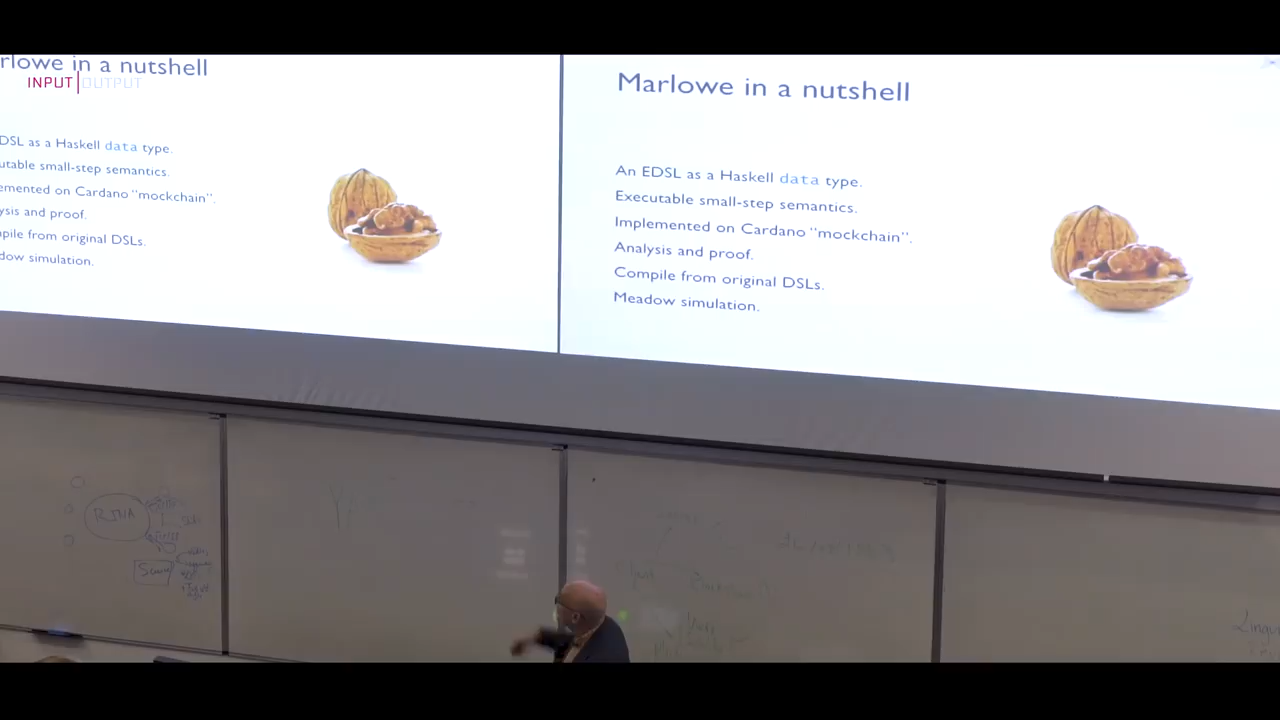 rlowe in a nutshell
INPUT OUTPUT
DSL as a Haskell data type.
utable small-step semantics.
emented on Cardano "mockchain".
ysis and proof.
pile from original DSLs.
dow simulation.
Marlowe in a nutshell
An EDSL as a Haskell data type.
Executable small-step semantics.
Implemented on Cardano "mockchain".
Analysis and proof.
Compile from original DSLs.
Meadow simulation.